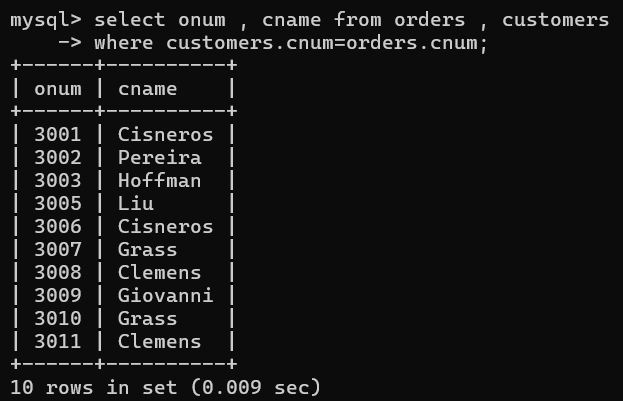 mysql> select onum , cname from orders , customers
    -> where customers.cnum=orders.cnum;
+------+----------+
| onum | cname    |
+------+----------+
| 3001 | Cisneros |
| 3002 | Pereira  |
| 3003 | Hoffman  |
| 3005 | Liu      |
| 3006 | Cisneros |
| 3007 | Grass    |
| 3008 | Clemens  |
| 3009 | Giovanni |
| 3010 | Grass    |
| 3011 | Clemens  |
+------+----------+
10 rows in set (0.009 sec)